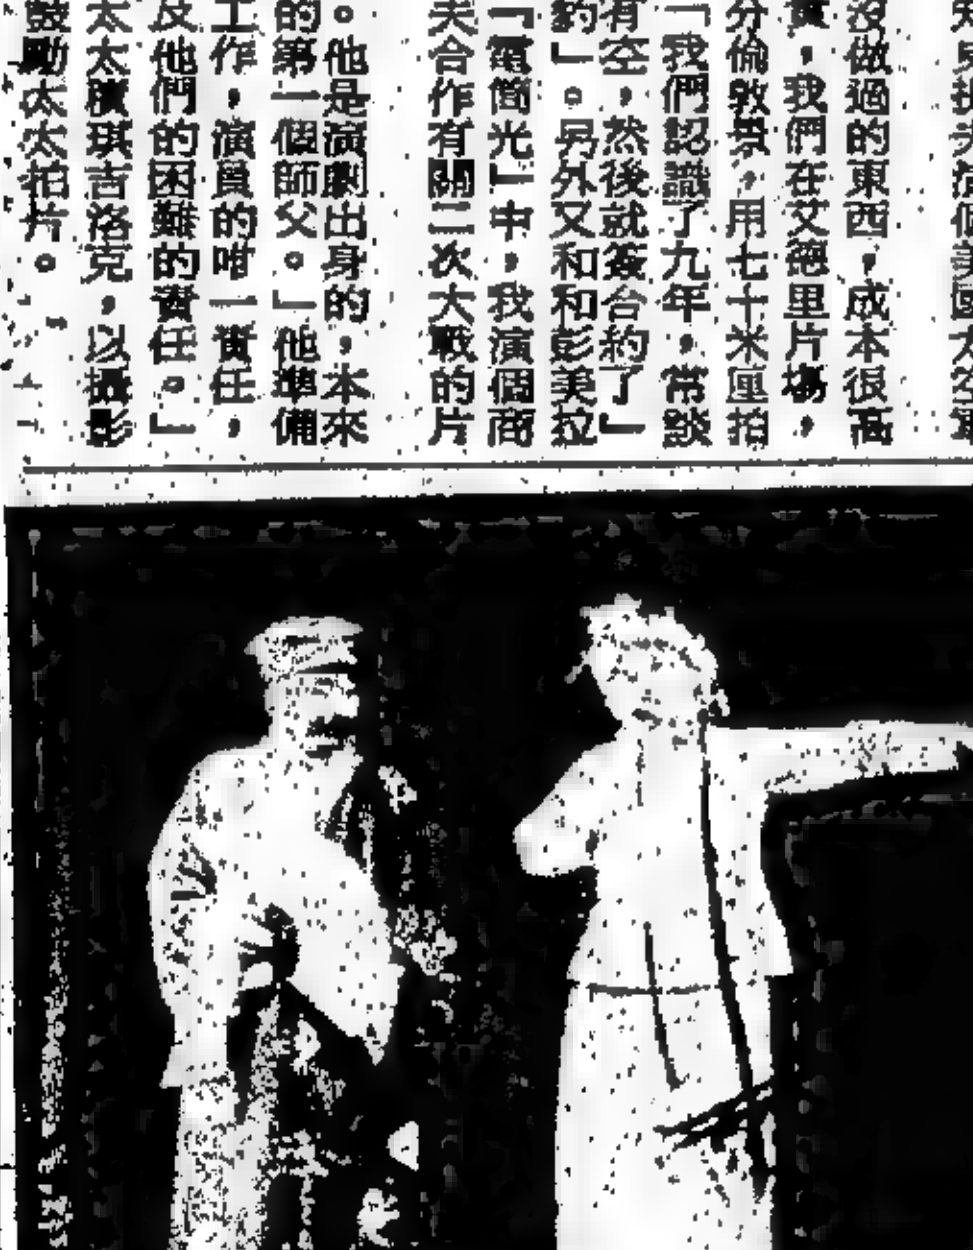 沒做過的東西，成本很高
，我們在艾德里片場，
分倫敦景，用七十米厘拍
「我們認識了九年，常談
有空，然後就簽合約了」
約」。另外又和和彭美拉
「電筒光」中，我演個商
夫合作有關二次大戰的片
。他是演劇出身的，本來
的第一個師父。」他準備
工作，演員的唯一責任，
反他們的困難的責任。」
太太積琪吉洛克，以攝影
鼓勵太太拍片。